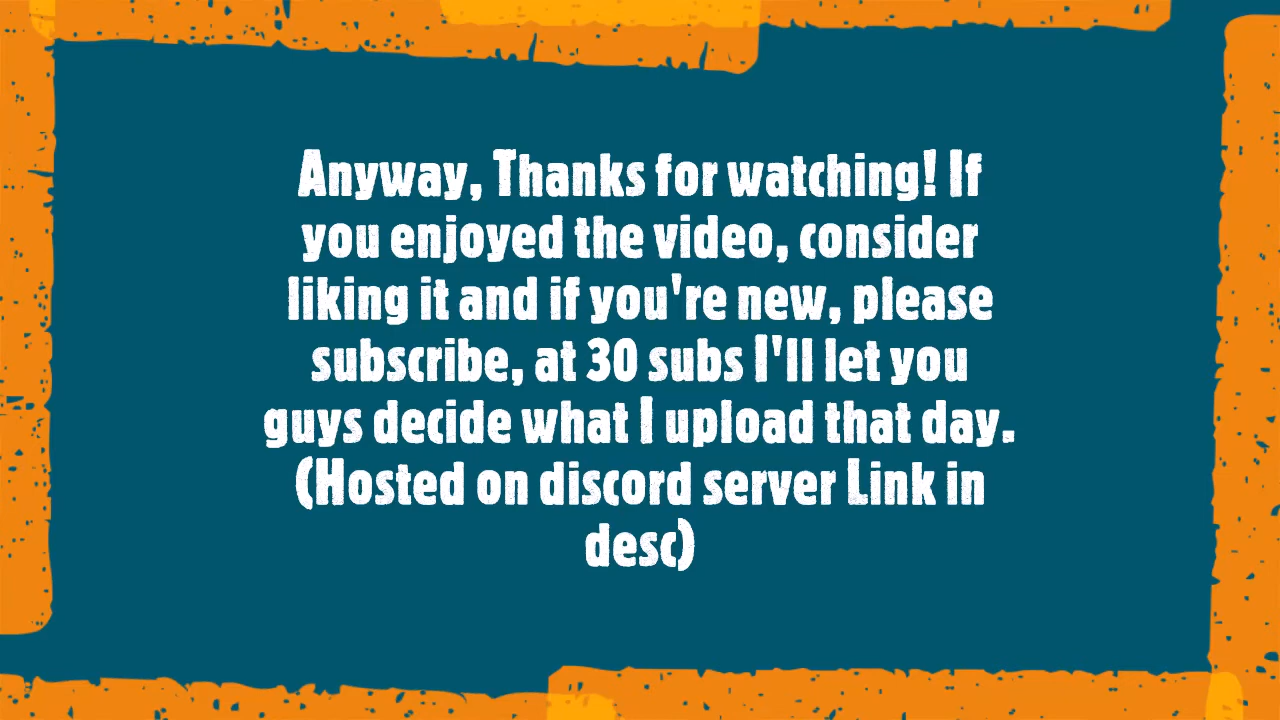 Anyway, Thanks for watching! If
you enjoyed the video, consider
liking it and if you're new, please
subscribe, at 30 subs I'll let you
guys decide what I upload that day.
(Hosted on discord server Link in
desc)